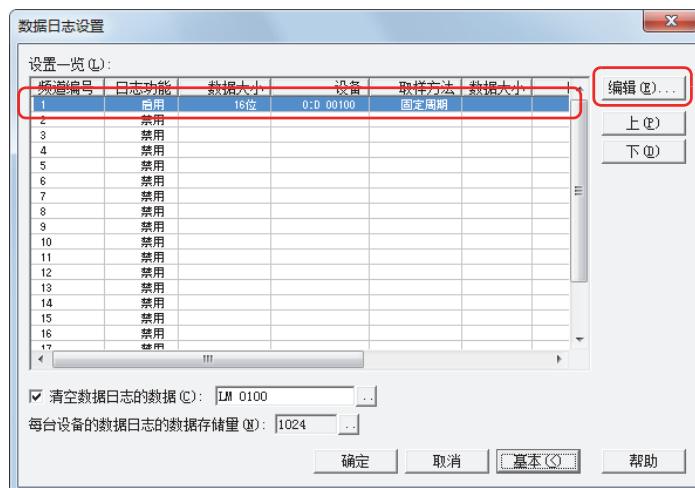 数据日志设置
设置一览(L):
频道编号 日志功能 数据大小 设备 取样方法 数据大小
1 启用 16位 0:D 00100 固定周期
2 禁用
3 禁用
4 禁用
5 禁用
6 禁用
7 禁用
8 禁用
9 禁用
10 禁用
11 禁用
12 禁用
13 禁用
14 禁用
15 禁用
16 禁用
17 禁用
编辑(E)...
上(P)
下(D)
清空数据日志的数据(C): LM 0100 ..
每台设备的数据日志的数据存储量(N): 1024 ..
确定 取消 基本(<) 帮助